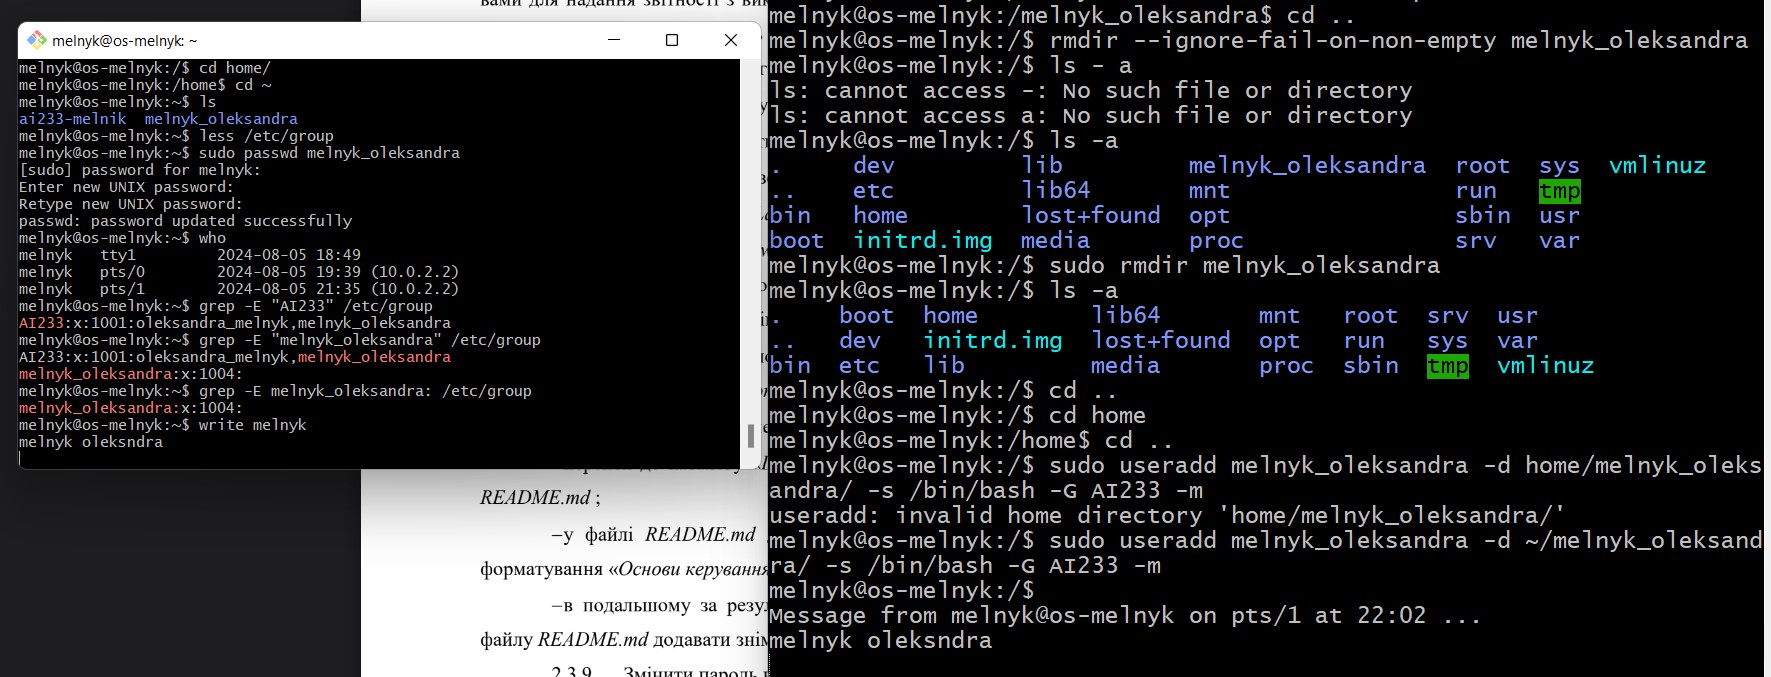 вами для надання звітності з вик
melnyk@os-melnyk: ~
melnyk@os-melnyk:/$ cd home/
melnyk@os-melnyk:/home$ cd ~
melnyk@os-melnyk:~$ ls
ai233-melnik  melnyk_oleksandra
melnyk@os-melnyk:~$ less /etc/group
melnyk@os-melnyk:~$ sudo passwd melnyk_oleksandra
[sudo] password for melnyk:
Enter new UNIX password:
Retype new UNIX password:
passwd: password updated successfully
melnyk@os-melnyk:~$ who
melnyk   tty1         2024-08-05 18:49
melnyk   pts/0        2024-08-05 19:39 (10.0.2.2)
melnyk   pts/1        2024-08-05 21:35 (10.0.2.2)
melnyk@os-melnyk:~$ grep -E "AI233" /etc/group
AI233:x:1001:oleksandra_melnyk,melnyk_oleksandra
melnyk@os-melnyk:~$ grep -E "melnyk_oleksandra" /etc/group
AI233:x:1001:oleksandra_melnyk,melnyk_oleksandra
melnyk_oleksandra:x:1004:
melnyk@os-melnyk:~$ grep -E melnyk_oleksandra: /etc/group
melnyk_oleksandra:x:1004:
melnyk@os-melnyk:~$ write melnyk
melnyk oleksndra
README.md ;
–у файлі README.md
форматування «Основи керування
–в подальшому за резул
файлу README.md додавати знім
2.3.9 Змінити пароль
melnyk@os-melnyk:/melnyk_oleksandra$ cd ..
melnyk@os-melnyk:/$ rmdir --ignore-fail-on-non-empty melnyk_oleksandra
melnyk@os-melnyk:/$ ls - a
ls: cannot access -: No such file or directory
ls: cannot access a: No such file or directory
melnyk@os-melnyk:/$ ls -a
.     dev         lib         melnyk_oleksandra  root  sys  vmlinuz
..    etc         lib64       mnt                run   tmp
bin   home        lost+found  opt                sbin  usr
boot  initrd.img  media       proc               srv   var
melnyk@os-melnyk:/$ sudo rmdir melnyk_oleksandra
melnyk@os-melnyk:/$ ls -a
.    boot  home        lib64       mnt   root  srv  usr
..   dev   initrd.img  lost+found  opt   run   sys  var
bin  etc   lib         media       proc  sbin  tmp  vmlinuz
melnyk@os-melnyk:/$ cd ..
melnyk@os-melnyk:/$ cd home
melnyk@os-melnyk:/home$ cd ..
melnyk@os-melnyk:/$ sudo useradd melnyk_oleksandra -d home/melnyk_oleks
andra/ -s /bin/bash -G AI233 -m
useradd: invalid home directory 'home/melnyk_oleksandra/'
melnyk@os-melnyk:/$ sudo useradd melnyk_oleksandra -d ~/melnyk_oleksand
ra/ -s /bin/bash -G AI233 -m
melnyk@os-melnyk:/$
Message from melnyk@os-melnyk on pts/1 at 22:02 ...
melnyk oleksndra